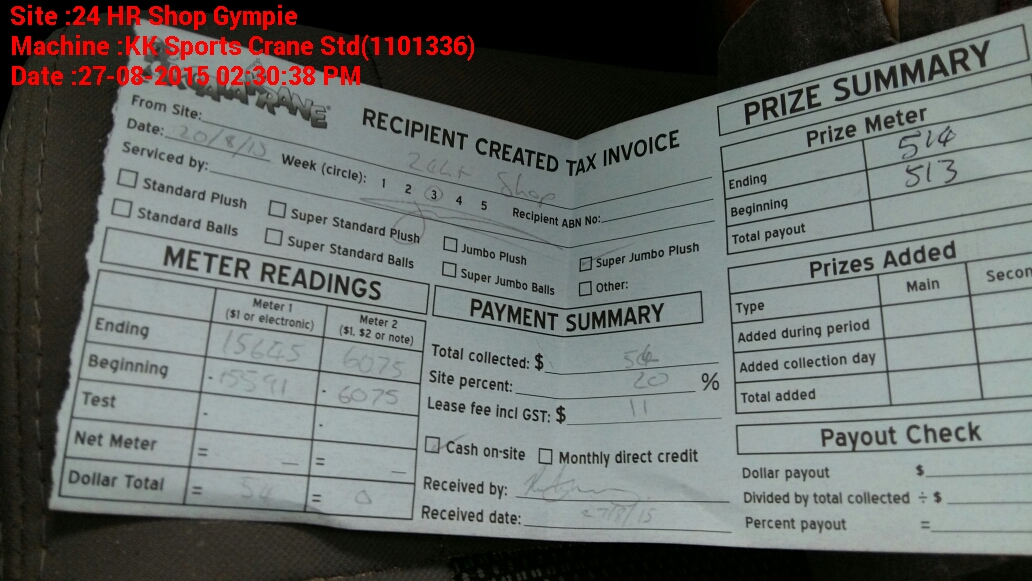 Site :24 HR Shop Gympie
Machine :KK Sports Crane Std(1101336)
Date :27-08-2015 02:30:38 PM
RECIPIENT CREATED TAX INVOICE
From Site: 24hr Shop
Date: 20/8/15 Week (circle): 1 2 3 4 5 Recipient ABN No:
Serviced by:
Standard Plush Super Standard Plush Jumbo Plush Super Jumbo Plush
Standard Balls Super Standard Balls Super Jumbo Balls Other:
METER READINGS
Meter 1 ($1 or electronic) Meter 2 ($1, $2 or note)
Ending 15645 6075
Beginning - 15591 - 6075
Test - -
Net Meter = _ = _
Dollar Total = 54 = 0
PAYMENT SUMMARY
Total collected: $ 54
Site percent: 20 %
Lease fee incl GST: $ 11
Cash on-site Monthly direct credit
Received by:
Received date: 27/8/15
PRIZE SUMMARY
Prize Meter
Ending 514
Beginning 513
Total payout
Prizes Added
Type Main Secon
Added during period
Added collection day
Total added
Payout Check
Dollar payout $
Divided by total collected ÷ $
Percent payout =